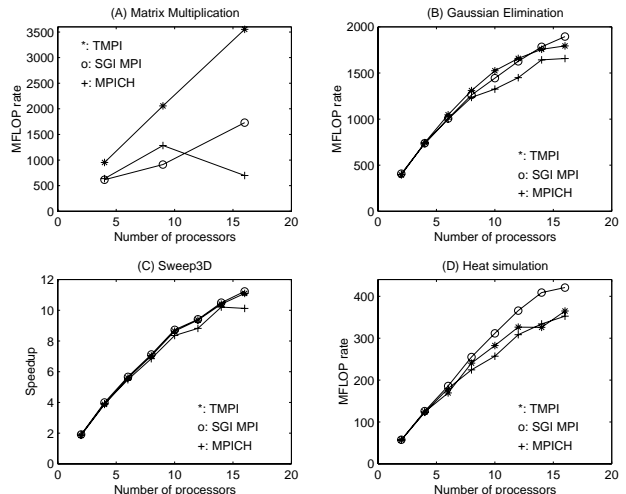 (A) Matrix Multiplication
3500
3000
2500
2000
1500
1000
500
0
MFLOP rate
*: TMPI
o: SGI MPI
+: MPICH
0 5 10 15 20
Number of processors
(B) Gaussian Elimination
2000
1500
1000
500
0
MFLOP rate
*: TMPI
o: SGI MPI
+: MPICH
0 5 10 15 20
Number of processors
(C) Sweep3D
12
10
8
6
4
2
0
Speedup
*: TMPI
o: SGI MPI
+: MPICH
0 5 10 15 20
Number of processors
(D) Heat simulation
400
300
200
100
0
MFLOP rate
*: TMPI
o: SGI MPI
+: MPICH
0 5 10 15 20
Number of processors